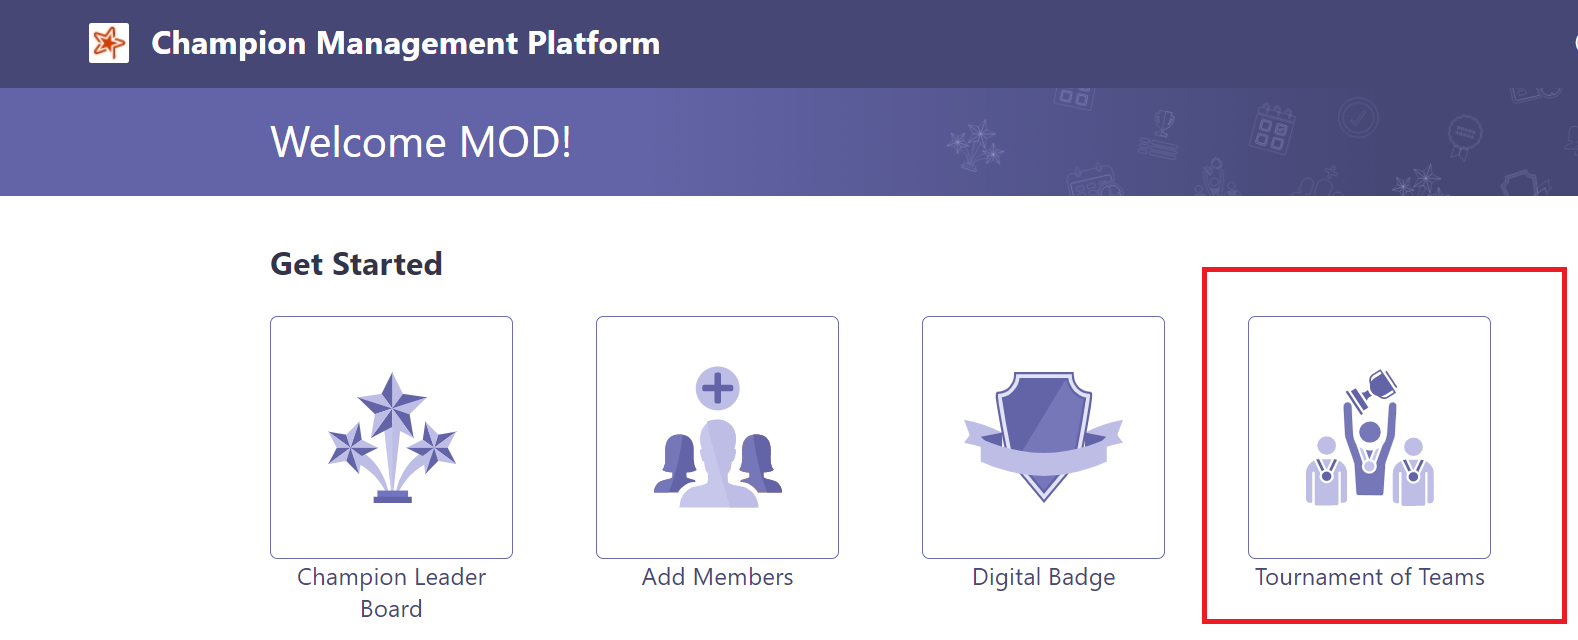 Champion Management Platform
Welcome MOD!
Get Started
Champion Leader
Board
Add Members
Digital Badge
Tournament of Teams